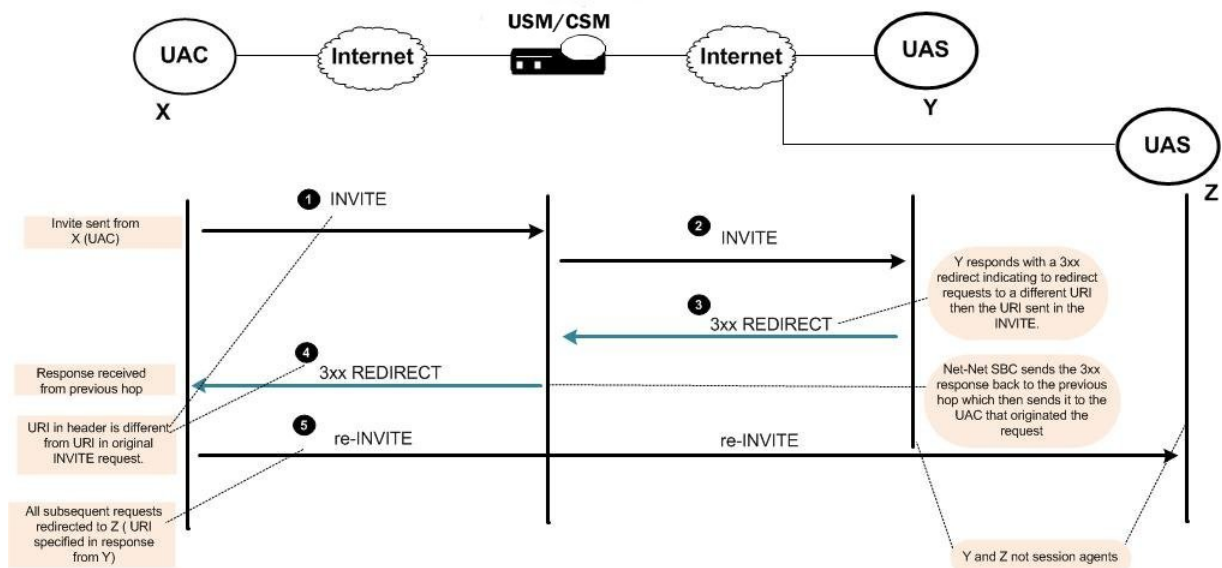 USM/CSM
UAC
Internet
Internet
UAS
X
Y
UAS
Z
1 INVITE
Invite sent from
X (UAC)
2
INVITE
Y responds with a 3xx
redirect indicating to redirect
requests to a different URI
then the URI sent in the
INVITE.
3
3xx REDIRECT
4
3xx REDIRECT
Response received
from previous hop
Net-Net SBC sends the 3xx
response back to the previous
hop which then sends it to the
UAC that originated the
request
URI in header is different
from URI in original
INVITE request.
5
re-INVITE
re-INVITE
All subsequent requests
redirected to Z ( URI
specified in response
from Y)
Y and Z not session agents